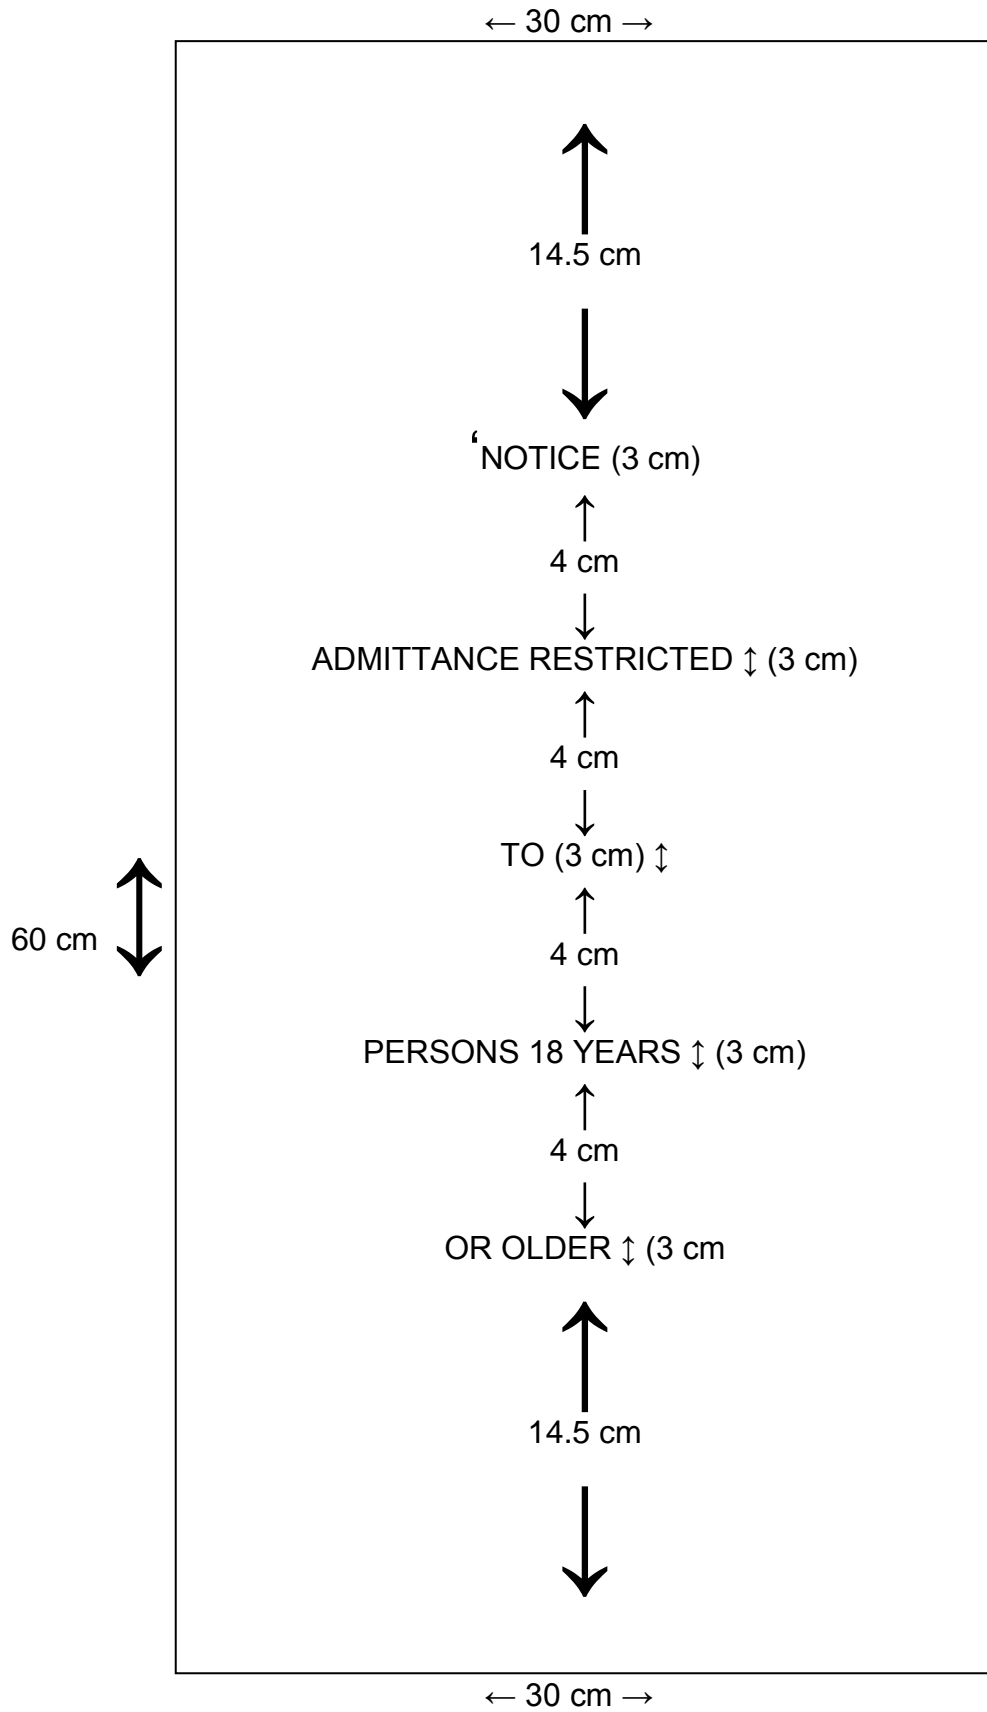 ← 30 cm →
14.5 cm
‘NOTICE (3 cm)
4 cm
ADMITTANCE RESTRICTED ↕ (3 cm)
4 cm
TO (3 cm) ↕
4 cm
60 cm
PERSONS 18 YEARS ↕ (3 cm)
4 cm
OR OLDER ↕ (3 cm
14.5 cm
← 30 cm →